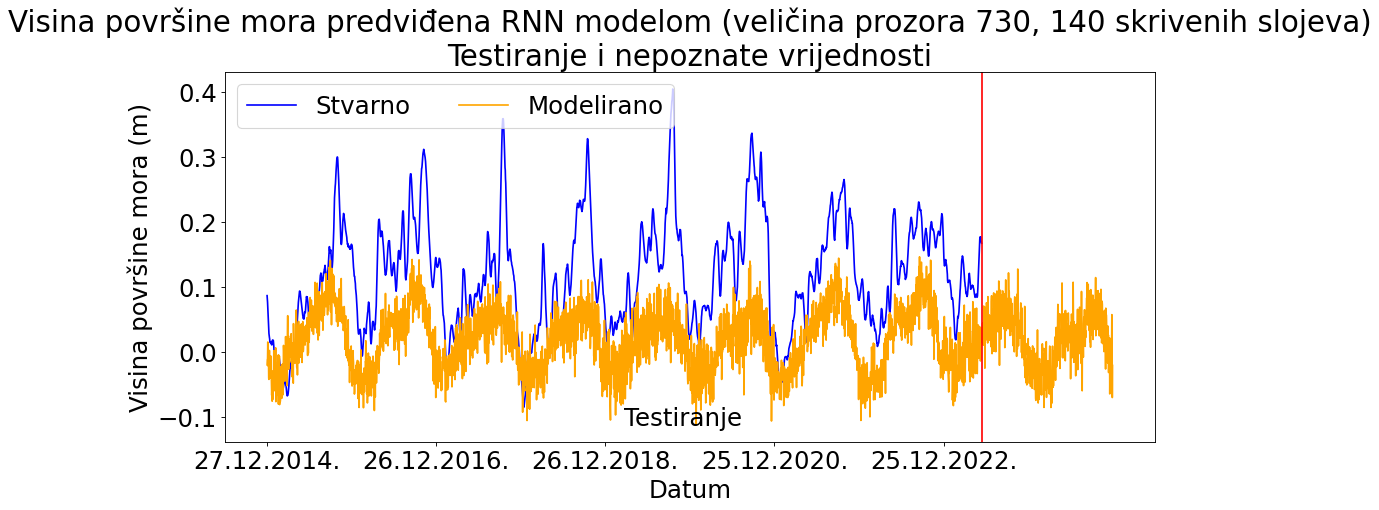 Visina površine mora predviđena RNN modelom (veličina prozora 730, 140 skrivenih slojeva)
Testiranje i nepoznate vrijednosti
Stvarno
Modelirano
Visina površine mora (m)
0.4
0.3
0.2
0.1
0.0
−0.1
Testiranje
27.12.2014.
26.12.2016.
26.12.2018.
25.12.2020.
25.12.2022.
Datum